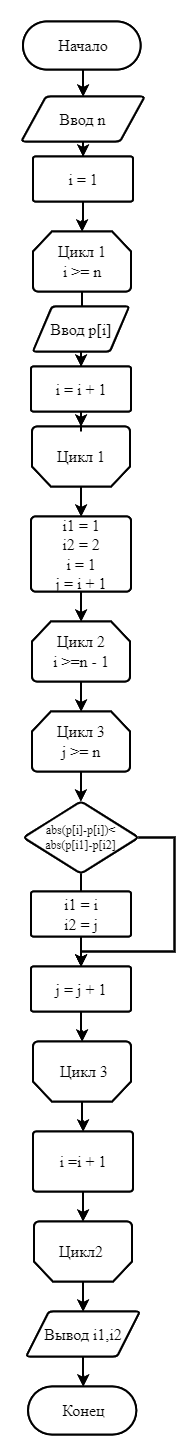 Начало
Ввод n
i = 1
Цикл 1
i >= n
Ввод p[i]
i = i + 1
Цикл 1
i1 = 1
i2 = 2
i = 1
j = i + 1
Цикл 2
i >=n - 1
Цикл 3
j >= n
abs(p[i]-p[i])<
abs(p[i1]-p[i2]
i1 = i
i2 = j
j = j + 1
Цикл 3
i =i + 1
Цикл2
Вывод i1,i2
Конец